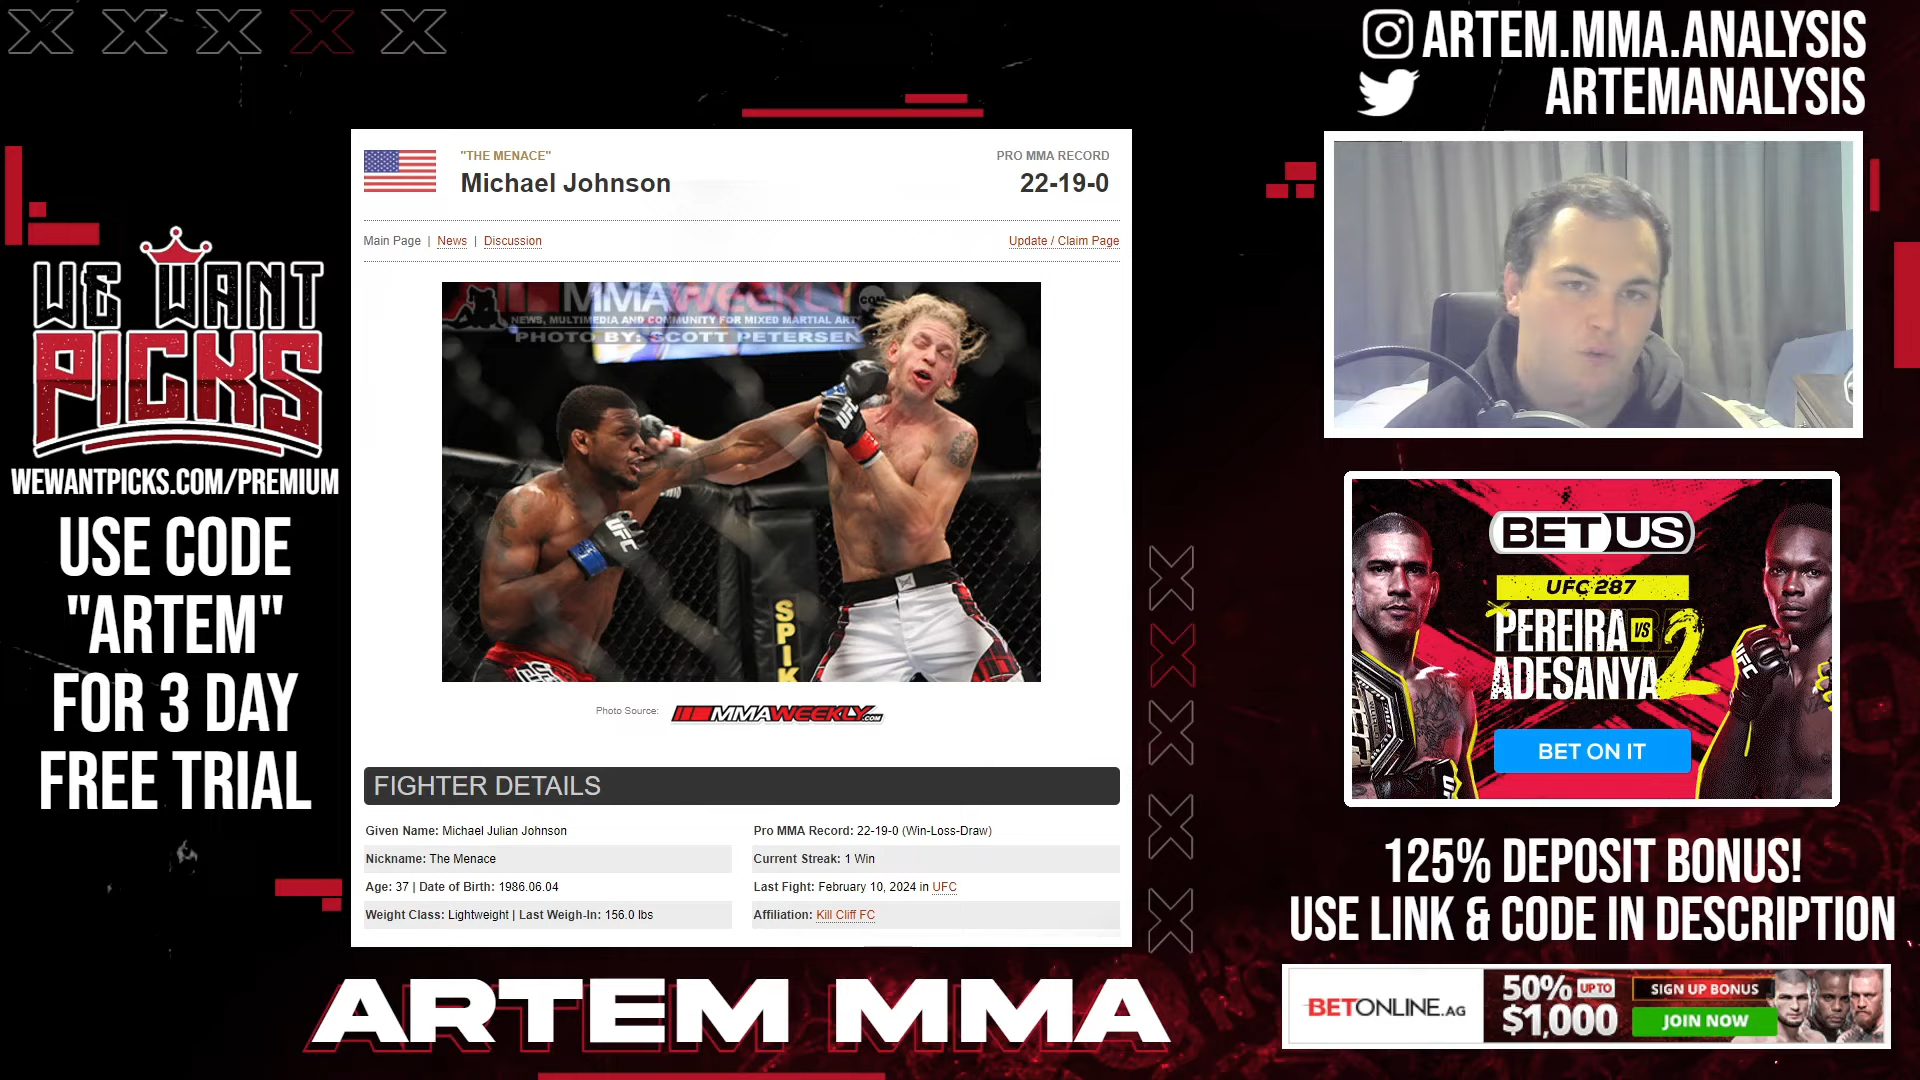 WE WANT
PICKS
WEWANTPICKS.COM/PREMIUM
USE CODE
"ARTEM"
FOR 3 DAY
FREE TRIAL
"THE MENACE"
Michael Johnson
PRO MMA RECORD
22-19-0
Main Page | News | Discussion
Update / Claim Page
MMAWEEKLY.COM
NEWS, MULTIMEDIA AND COMMUNITY FOR MIXED MARTIAL ART
PHOTO BY: SCOTT PETERSEN
UFC
UFC
SPIK
Photo Source: MMAWEEKLY.COM
FIGHTER DETAILS
Given Name: Michael Julian Johnson
Pro MMA Record: 22-19-0 (Win-Loss-Draw)
Nickname: The Menace
Current Streak: 1 Win
Age: 37 | Date of Birth: 1986.06.04
Last Fight: February 10, 2024 in UFC
Weight Class: Lightweight | Last Weigh-In: 156.0 lbs
Affiliation: Kill Cliff FC
ARTEM MMA
ARTEM.MMA.ANALYSIS
ARTEMANALYSIS
BETUS
UFC 287
PEREIRA VS
ADESANYA 2
UFC
BET ON IT
125% DEPOSIT BONUS!
USE LINK & CODE IN DESCRIPTION
BETONLINE.AG
50% UP TO
$1,000
SIGN UP BONUS
JOIN NOW